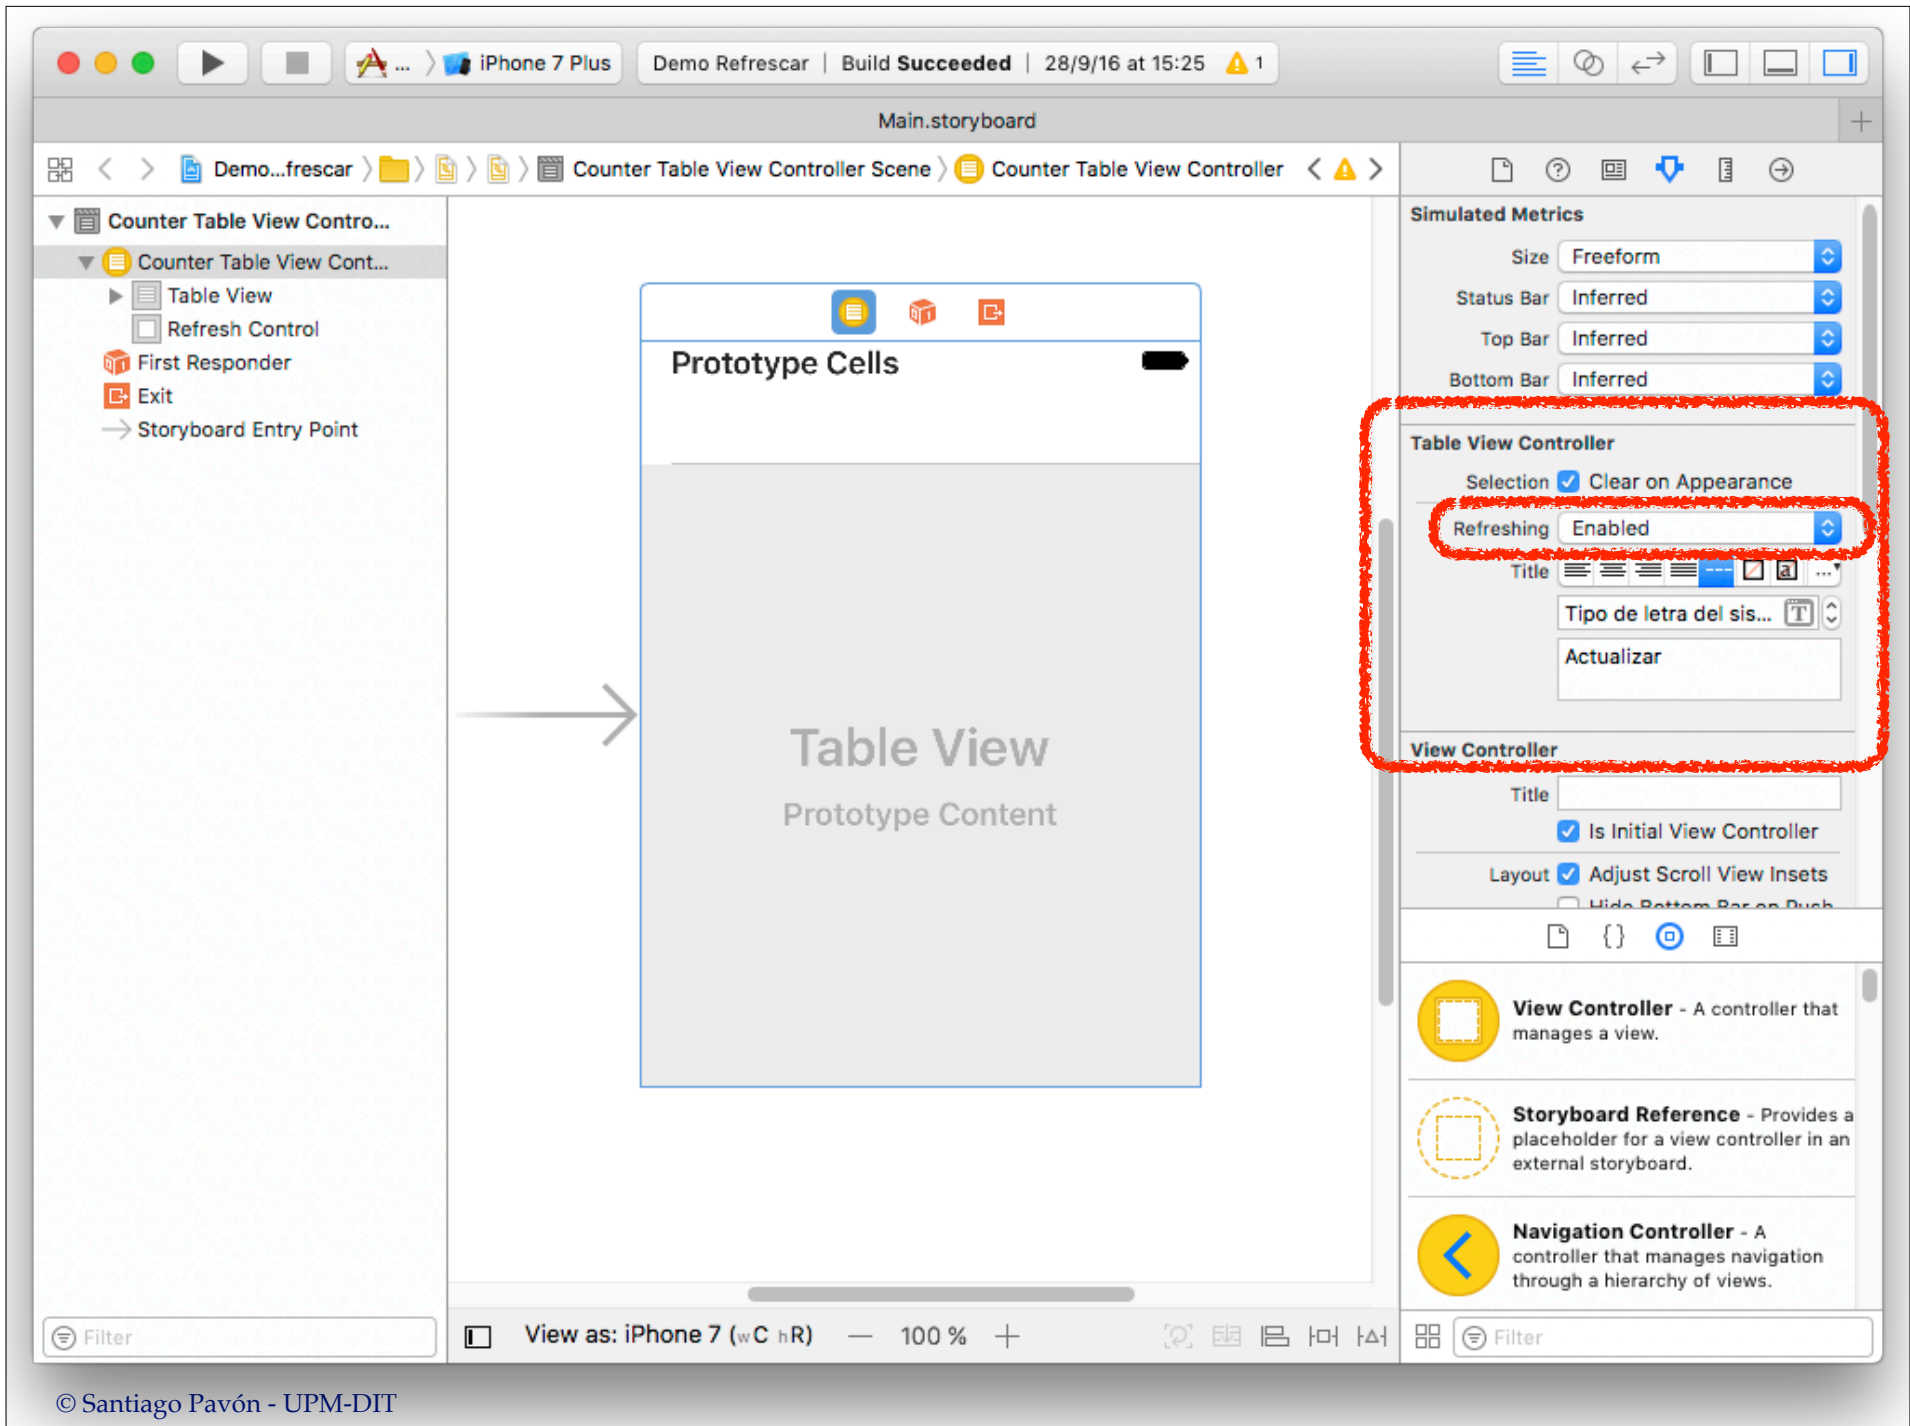 ... iPhone 7 Plus
Demo Refrescar | Build Succeeded | 28/9/16 at 15:25 1
Main.storyboard
Demo...frescar Counter Table View Controller Scene Counter Table View Controller
Counter Table View Contro...
Counter Table View Cont...
Table View
Refresh Control
First Responder
Exit
Storyboard Entry Point
Filter
Prototype Cells
Table View
Prototype Content
View as: iPhone 7 (wC hR) — 100 % +
Simulated Metrics
Size Freeform
Status Bar Inferred
Top Bar Inferred
Bottom Bar Inferred
Table View Controller
Selection Clear on Appearance
Refreshing Enabled
Title --- a ...
Tipo de letra del sis... T
Actualizar
View Controller
Title
Is Initial View Controller
Layout Adjust Scroll View Insets
Hide Bottom Bar on Push
{}
View Controller - A controller that
manages a view.
Storyboard Reference - Provides a
placeholder for a view controller in an
external storyboard.
Navigation Controller - A
controller that manages navigation
through a hierarchy of views.
Filter
© Santiago Pavón - UPM-DIT